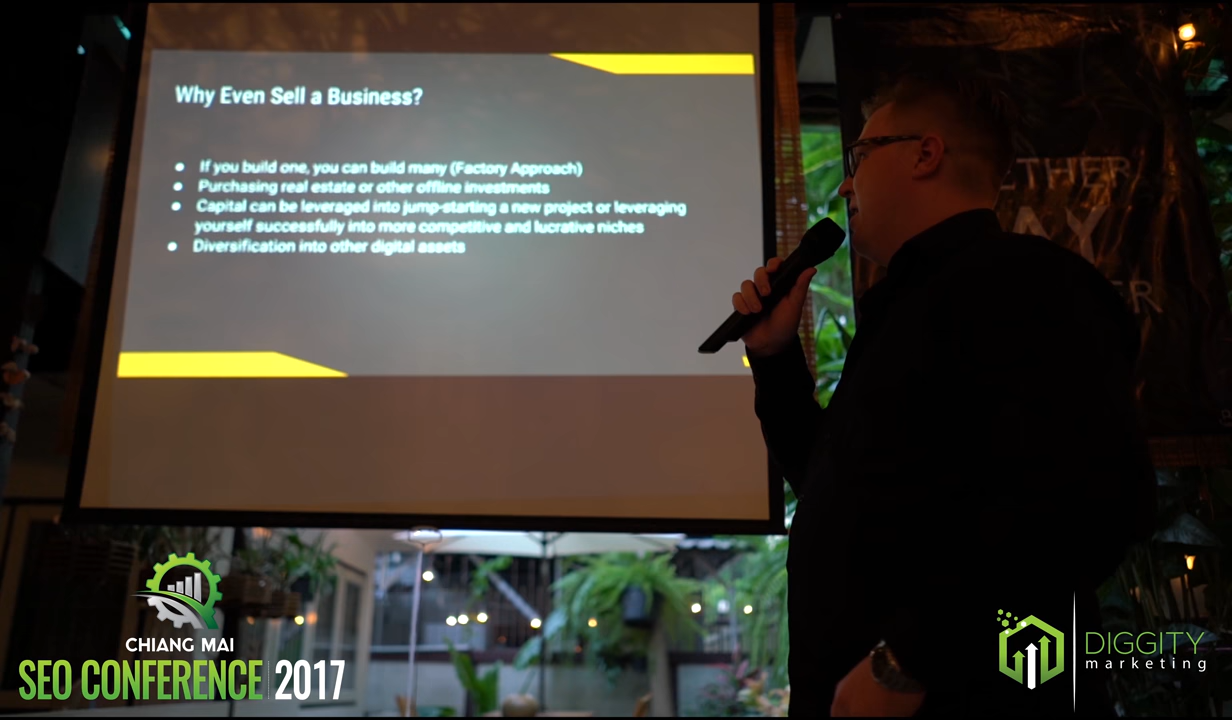 Why Even Sell a Business?
● If you build one, you can build many (Factory Approach)
● Purchasing real estate or other offline investments
● Capital can be leveraged into jump-starting a new project or leveraging
yourself successfully into more competitive and lucrative niches
● Diversification into other digital assets
CHIANG MAI
SEO CONFERENCE 2017
DIGGITY
marketing